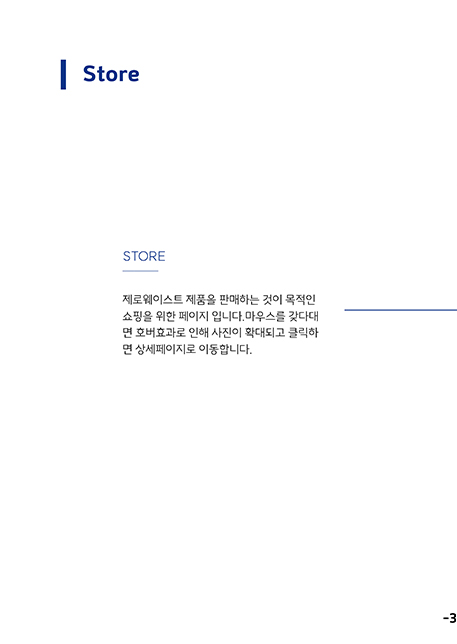 Store
STORE
제로웨이스트 제품을 판매하는 것이 목적인
쇼핑을 위한 페이지 입니다.마우스를 갖다대
면 호버효과로 인해 사진이 확대되고 클릭하
면 상세페이지로 이동합니다.
-3